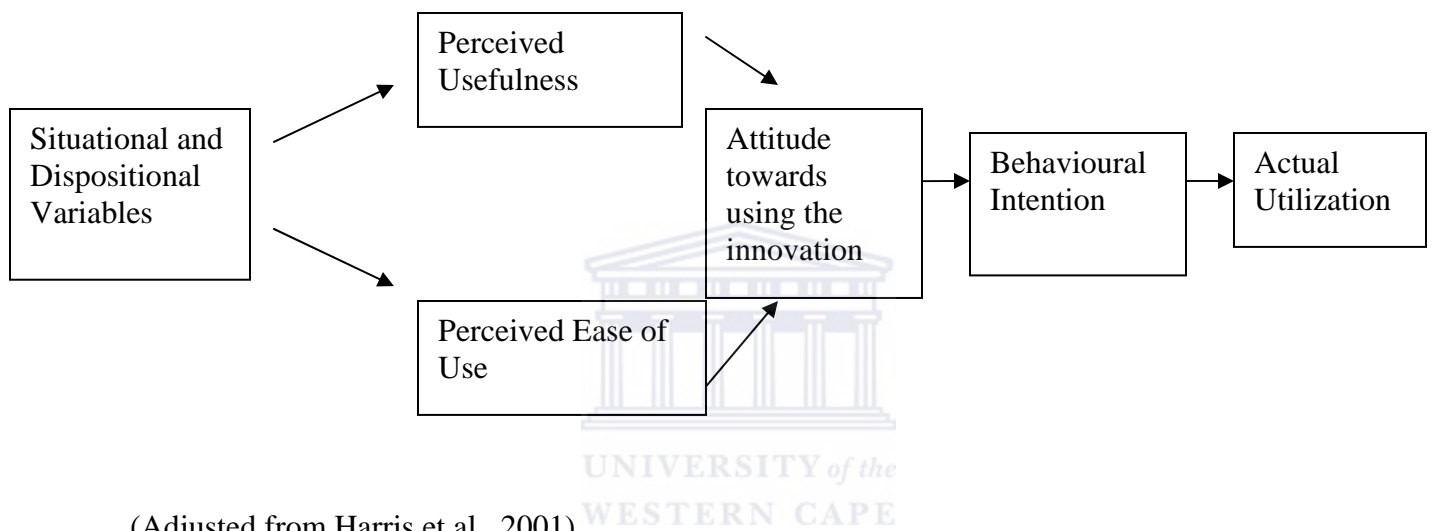 Perceived
Usefulness
Situational and
Dispositional
Variables
Attitude
towards
using the
innovation
Behavioural
Intention
Actual
Utilization
Perceived Ease of
Use
UNIVERSITY of the
WESTERN CAPE
(Adjusted from Harris et al., 2001)